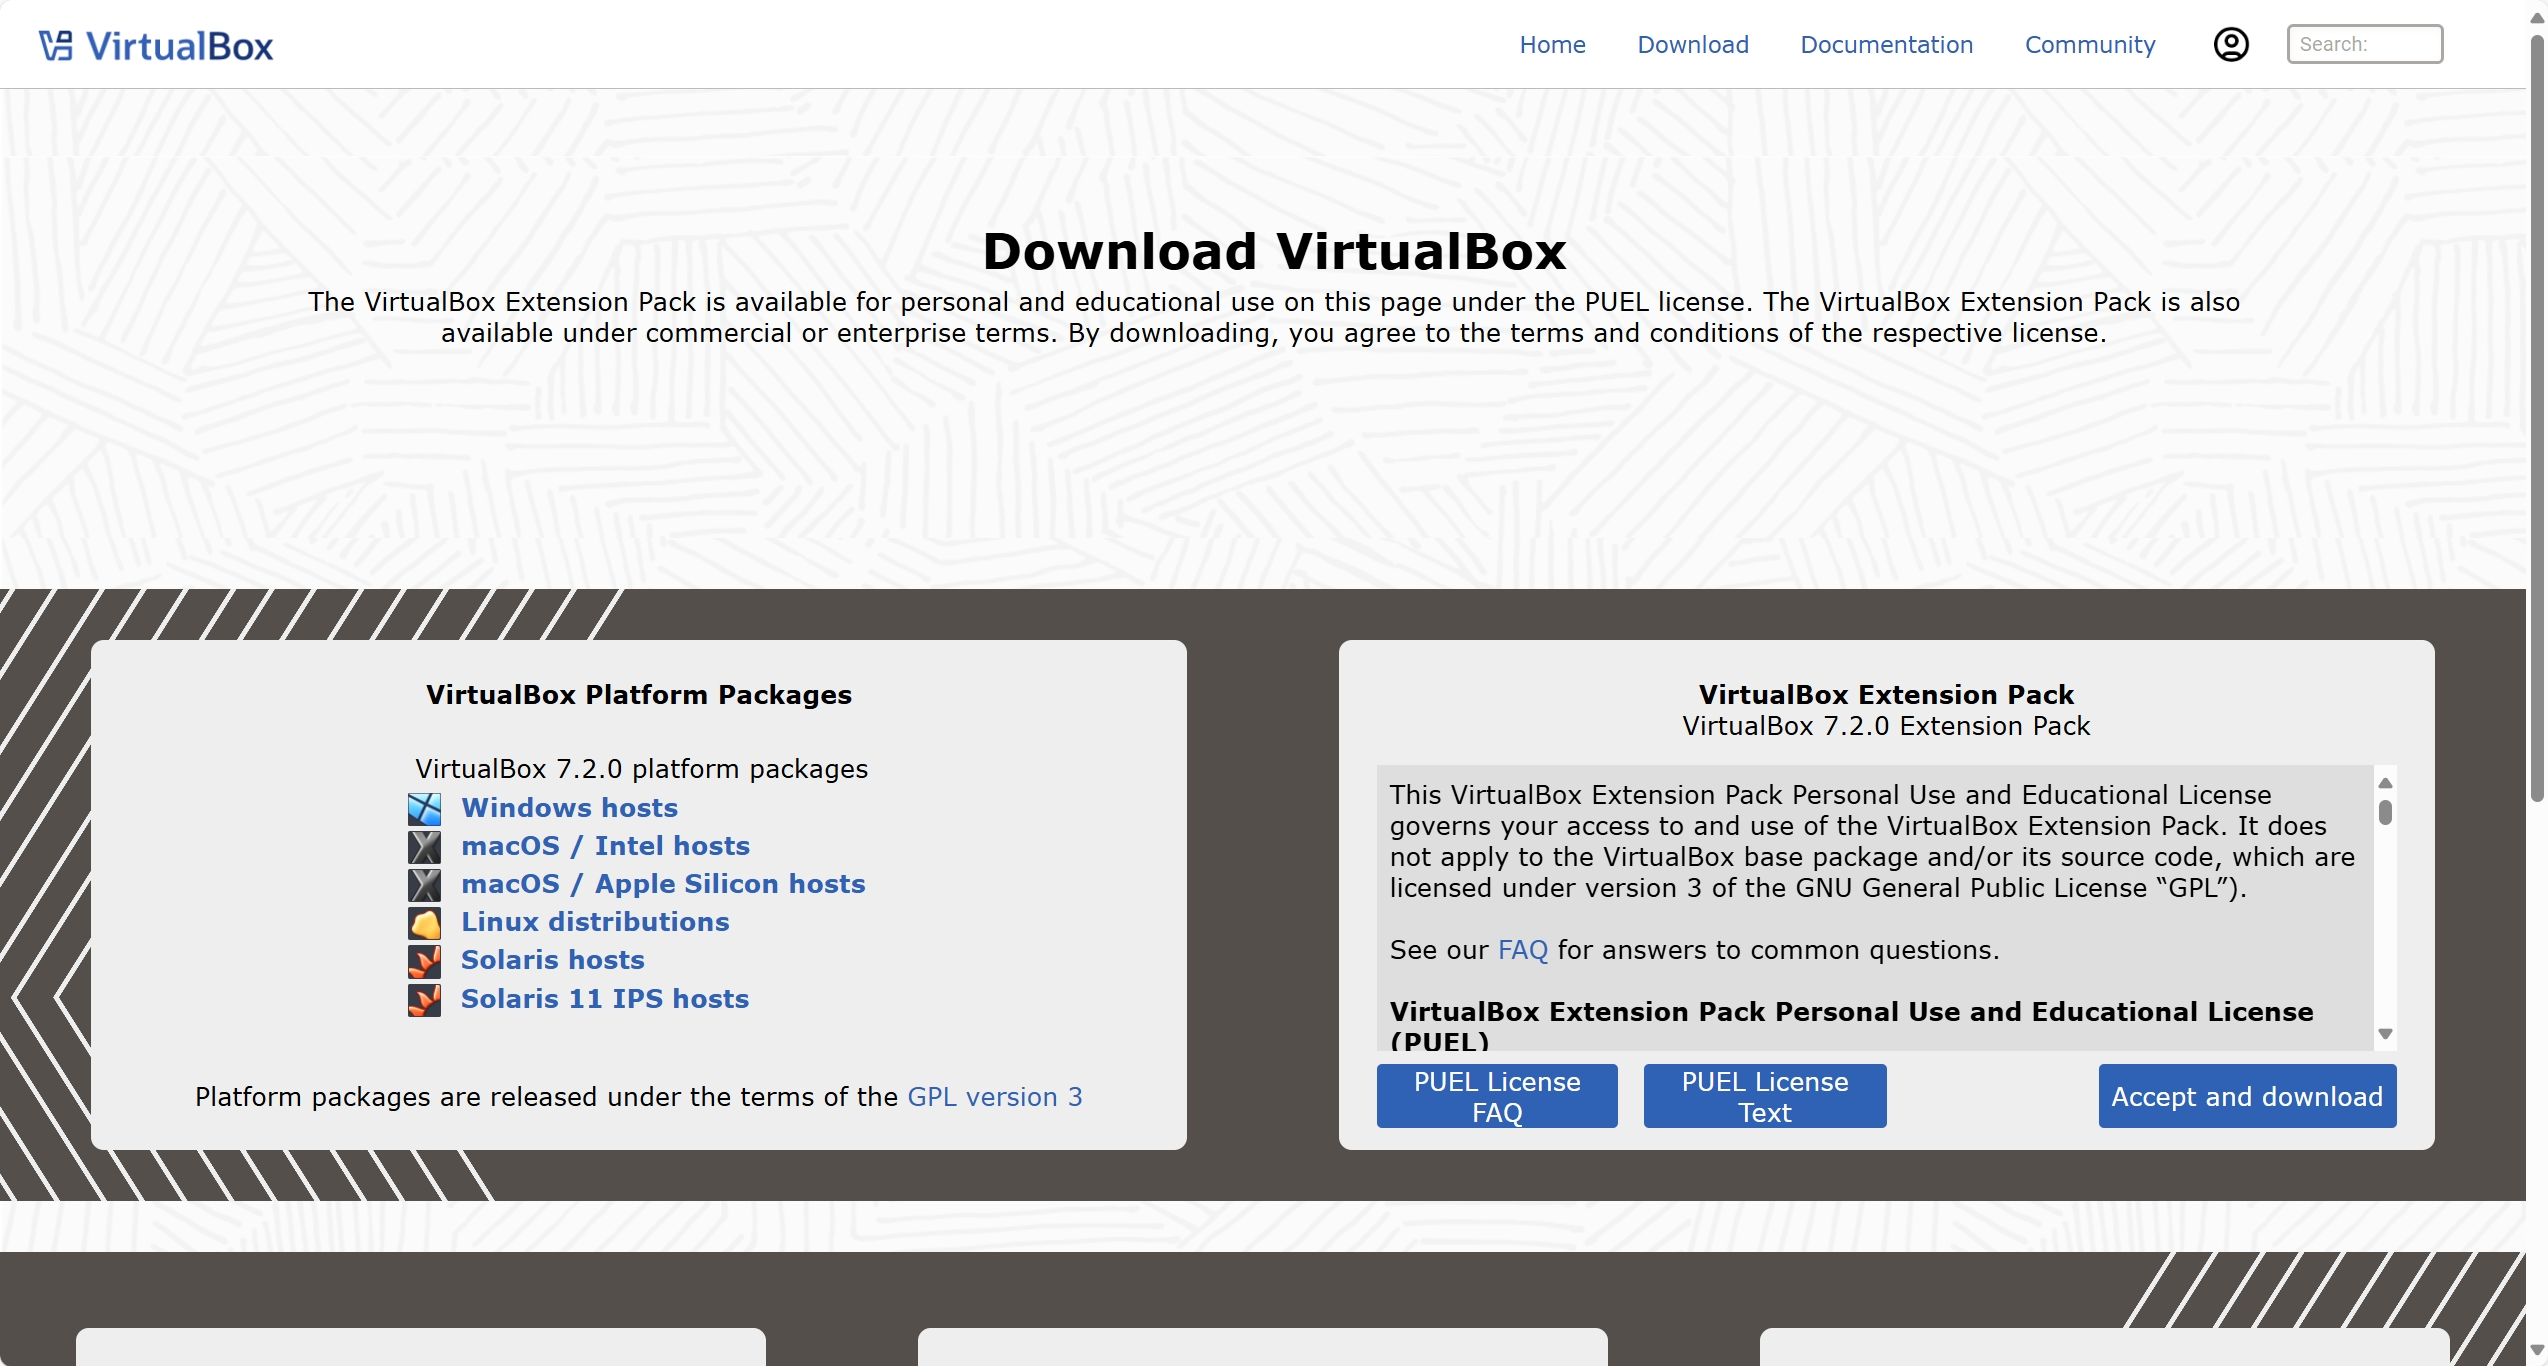 VirtualBox
Home
Download
Documentation
Community
Search:
Download VirtualBox
The VirtualBox Extension Pack is available for personal and educational use on this page under the PUEL license. The VirtualBox Extension Pack is also
available under commercial or enterprise terms. By downloading, you agree to the terms and conditions of the respective license.
VirtualBox Platform Packages
VirtualBox 7.2.0 platform packages
Windows hosts
macOS / Intel hosts
macOS / Apple Silicon hosts
Linux distributions
Solaris hosts
Solaris 11 IPS hosts
Platform packages are released under the terms of the GPL version 3
VirtualBox Extension Pack
VirtualBox 7.2.0 Extension Pack
This VirtualBox Extension Pack Personal Use and Educational License
governs your access to and use of the VirtualBox Extension Pack. It does
not apply to the VirtualBox base package and/or its source code, which are
licensed under version 3 of the GNU General Public License “GPL”).
See our FAQ for answers to common questions.
VirtualBox Extension Pack Personal Use and Educational License
(PUEL)
PUEL License
FAQ
PUEL License
Text
Accept and download